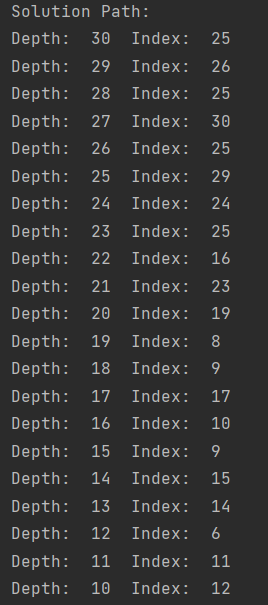 Solution Path:
Depth:  30  Index:  25
Depth:  29  Index:  26
Depth:  28  Index:  25
Depth:  27  Index:  30
Depth:  26  Index:  25
Depth:  25  Index:  29
Depth:  24  Index:  24
Depth:  23  Index:  25
Depth:  22  Index:  16
Depth:  21  Index:  23
Depth:  20  Index:  19
Depth:  19  Index:  8
Depth:  18  Index:  9
Depth:  17  Index:  17
Depth:  16  Index:  10
Depth:  15  Index:  9
Depth:  14  Index:  15
Depth:  13  Index:  14
Depth:  12  Index:  6
Depth:  11  Index:  11
Depth:  10  Index:  12